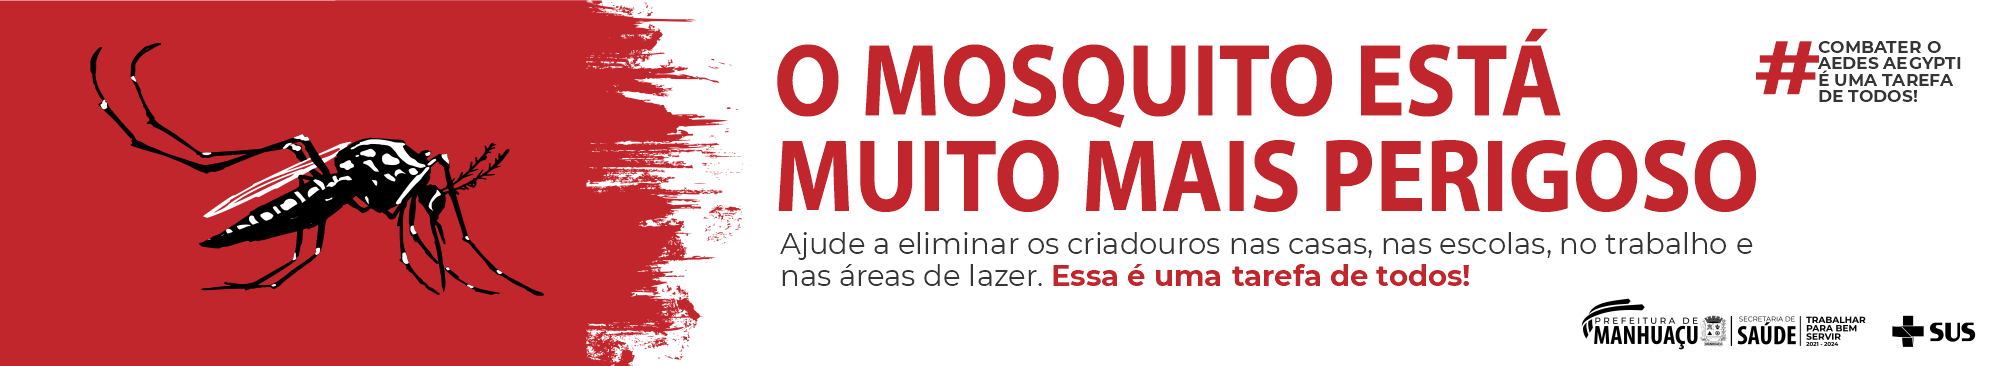 O MOSQUITO ESTÁ
MUITO MAIS PERIGOSO
Ajude a eliminar os criadouros nas casas, nas escolas, no trabalho e
nas áreas de lazer. Essa é uma tarefa de todos!
#COMBATER O
AEDES AEGYPTI
É UMA TAREFA
DE TODOS!
PREFEITURA DE
MANHUAÇU
SECRETARIA DE
SAÚDE
TRABALHAR
PARA BEM
SERVIR
2021 - 2024
SUS